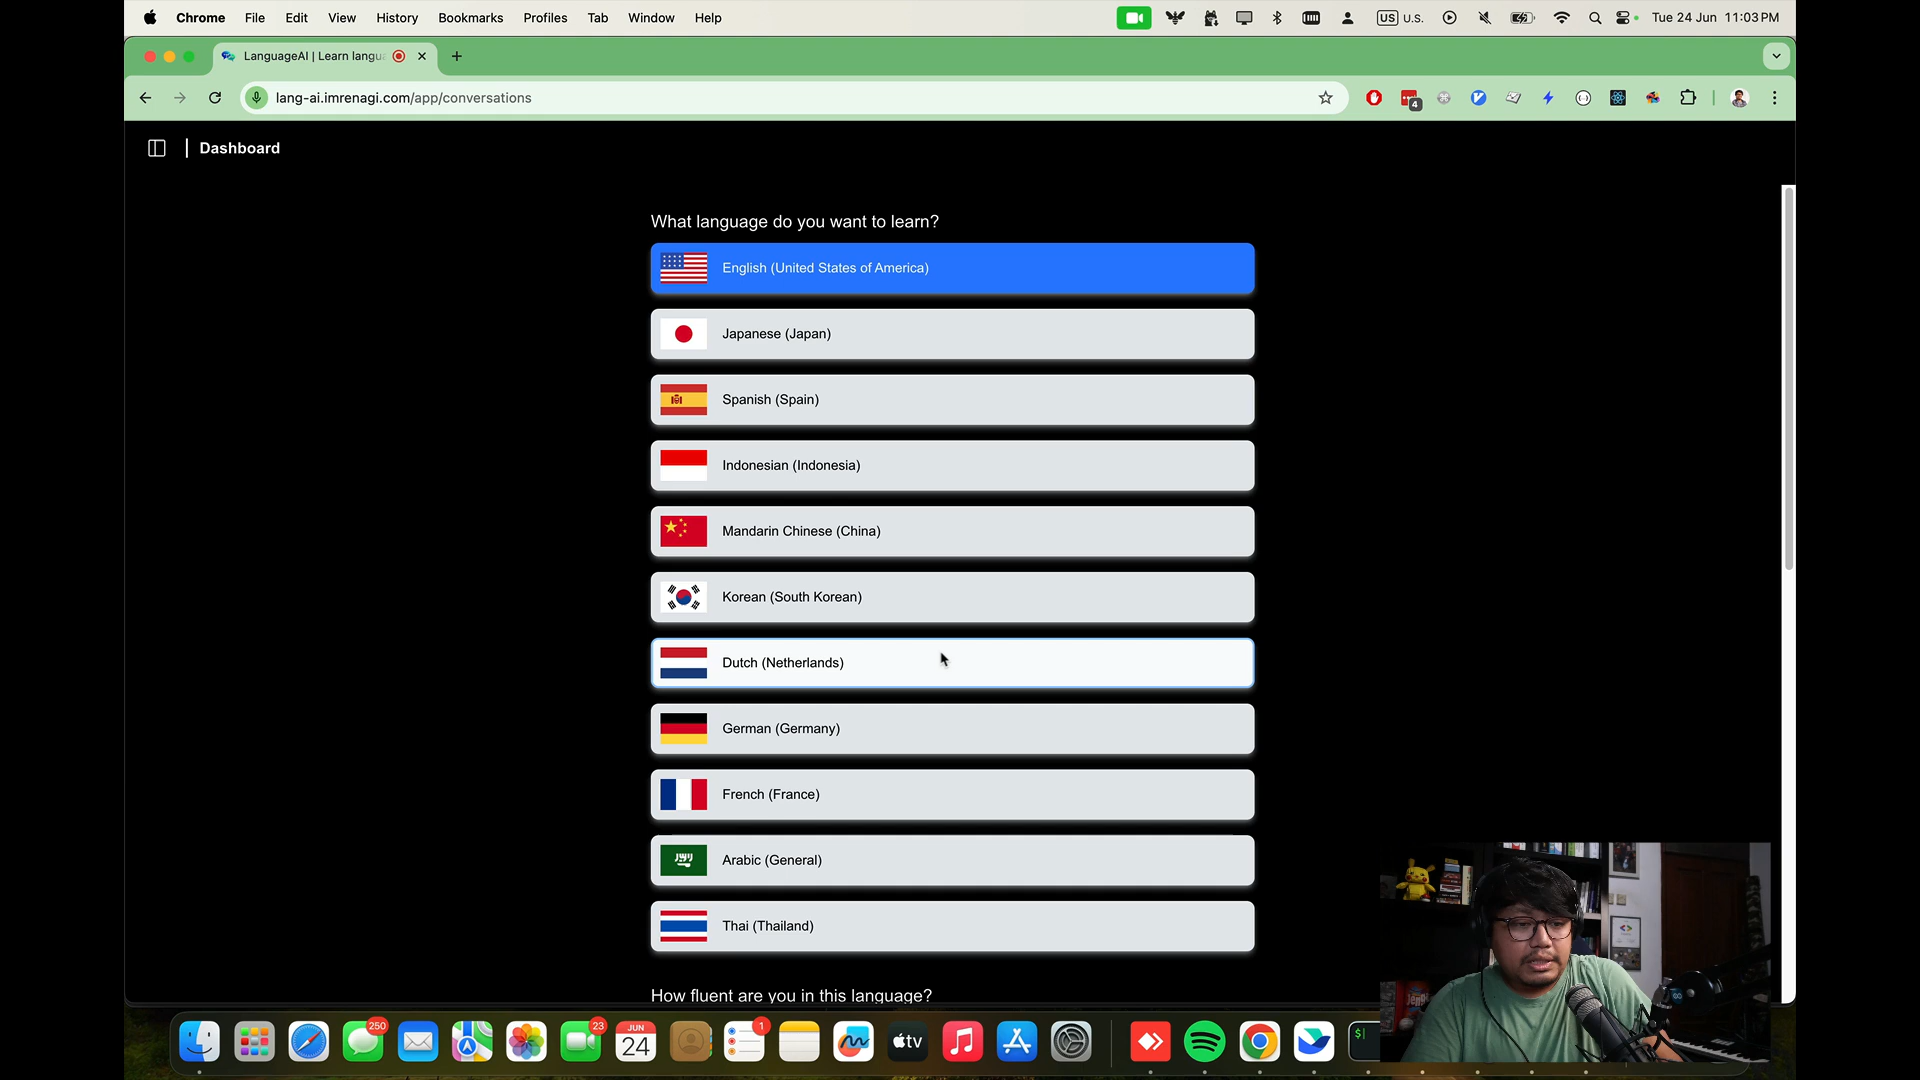 Chrome File Edit View History Bookmarks Profiles Tab Window Help US U.S. Tue 24 Jun 11:03 PM
LanguageAI | Learn langua
lang-ai.imrenagi.com/app/conversations
4
Dashboard
What language do you want to learn?
English (United States of America)
Japanese (Japan)
Spanish (Spain)
Indonesian (Indonesia)
Mandarin Chinese (China)
Korean (South Korean)
Dutch (Netherlands)
German (Germany)
French (France)
Arabic (General)
Thai (Thailand)
How fluent are you in this language?
250
23
JUN
24
1
tv
$